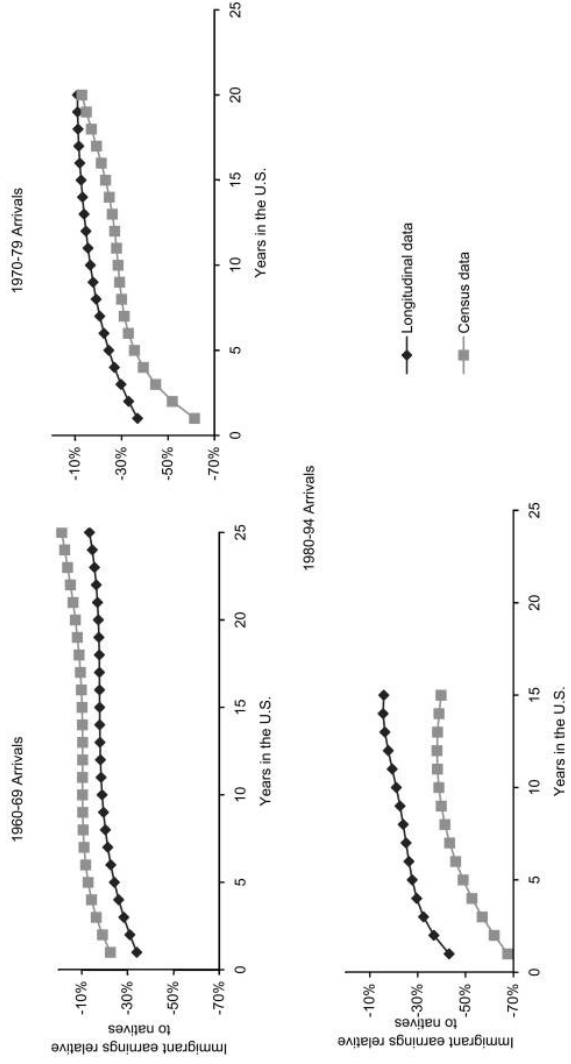 1960-69 Arrivals
Immigrant earnings relative
to natives
-10%
-30%
-50%
-70%
0
5
10
15
20
25
Years in the U.S.
1970-79 Arrivals
-10%
-30%
-50%
-70%
0
5
10
15
20
25
Years in the U.S.
1980-94 Arrivals
Immigrant earnings relative
to natives
-10%
-30%
-50%
-70%
0
5
10
15
20
25
Years in the U.S.
Longitudinal data
Census data